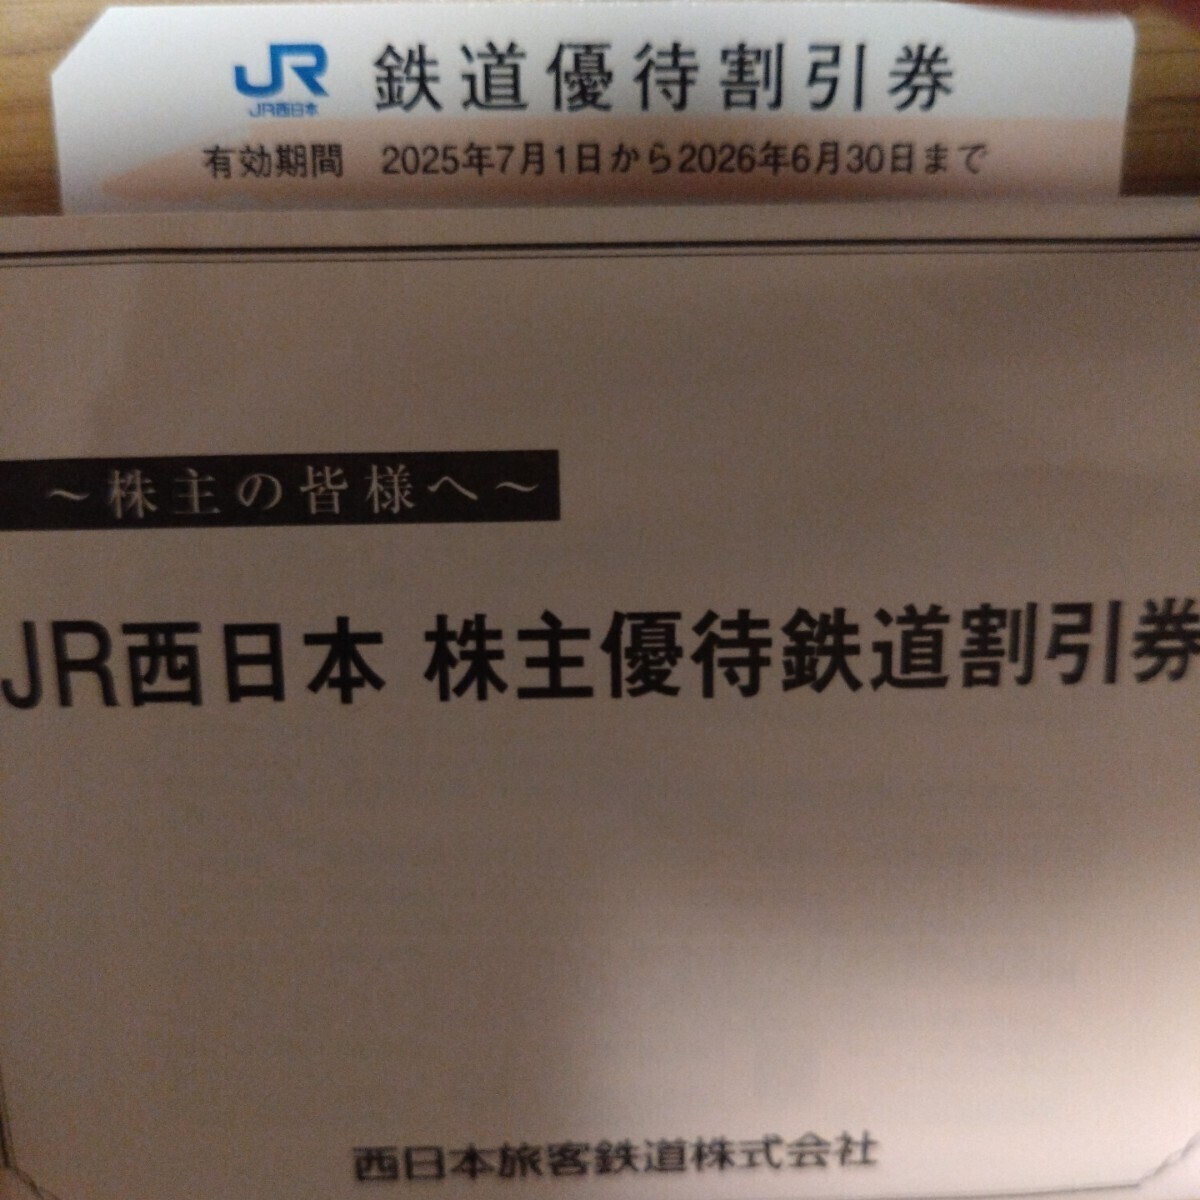 JR 鉄道優待割引券
JR西日本
有効期間 2025年7月1日から2026年6月30日まで
～株主の皆様へ～
JR西日本 株主優待鉄道割引券
西日本旅客鉄道株式会社